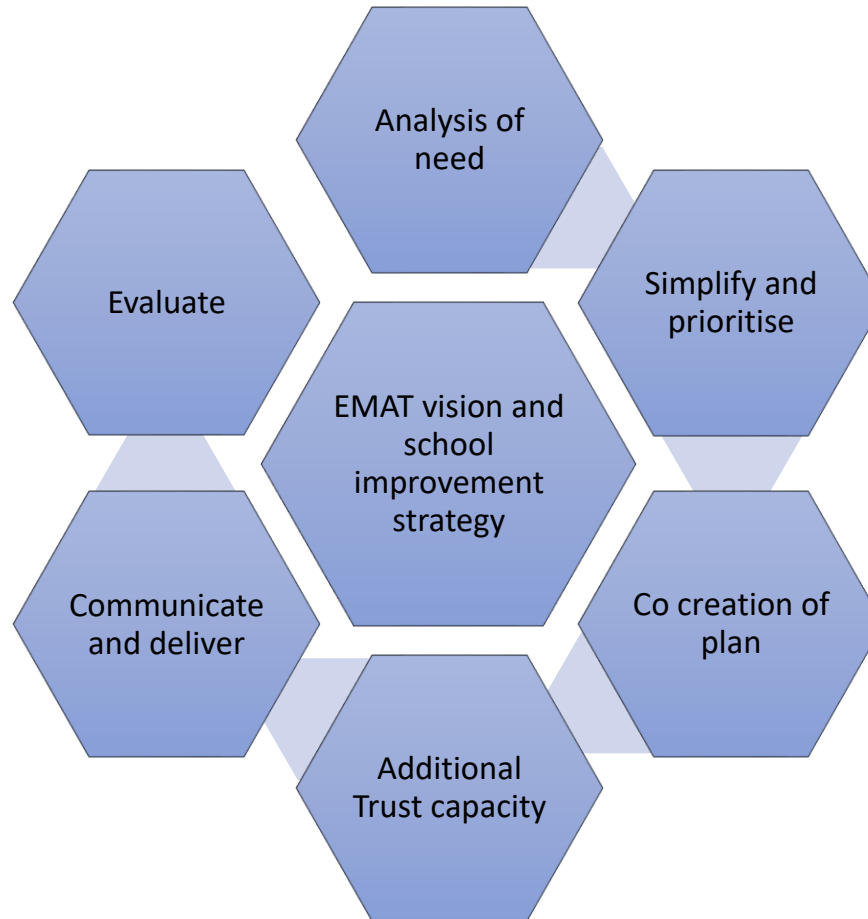 Analysis of
need
Simplify and
prioritise
Co creation of
plan
Additional
Trust capacity
Communicate
and deliver
Evaluate
EMAT vision and
school
improvement
strategy